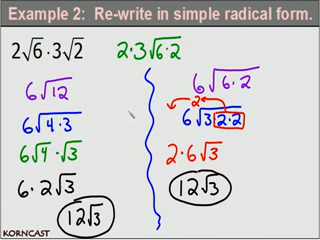 Example 2: Re-write in simple radical form.
2√6 · 3√2
2·3√6·2
6√12
6√4·3
6√4 · √3
6 · 2√3
12√3
6√6·2
2
6√3 2·2
2·6√3
12√3
KORNCAST